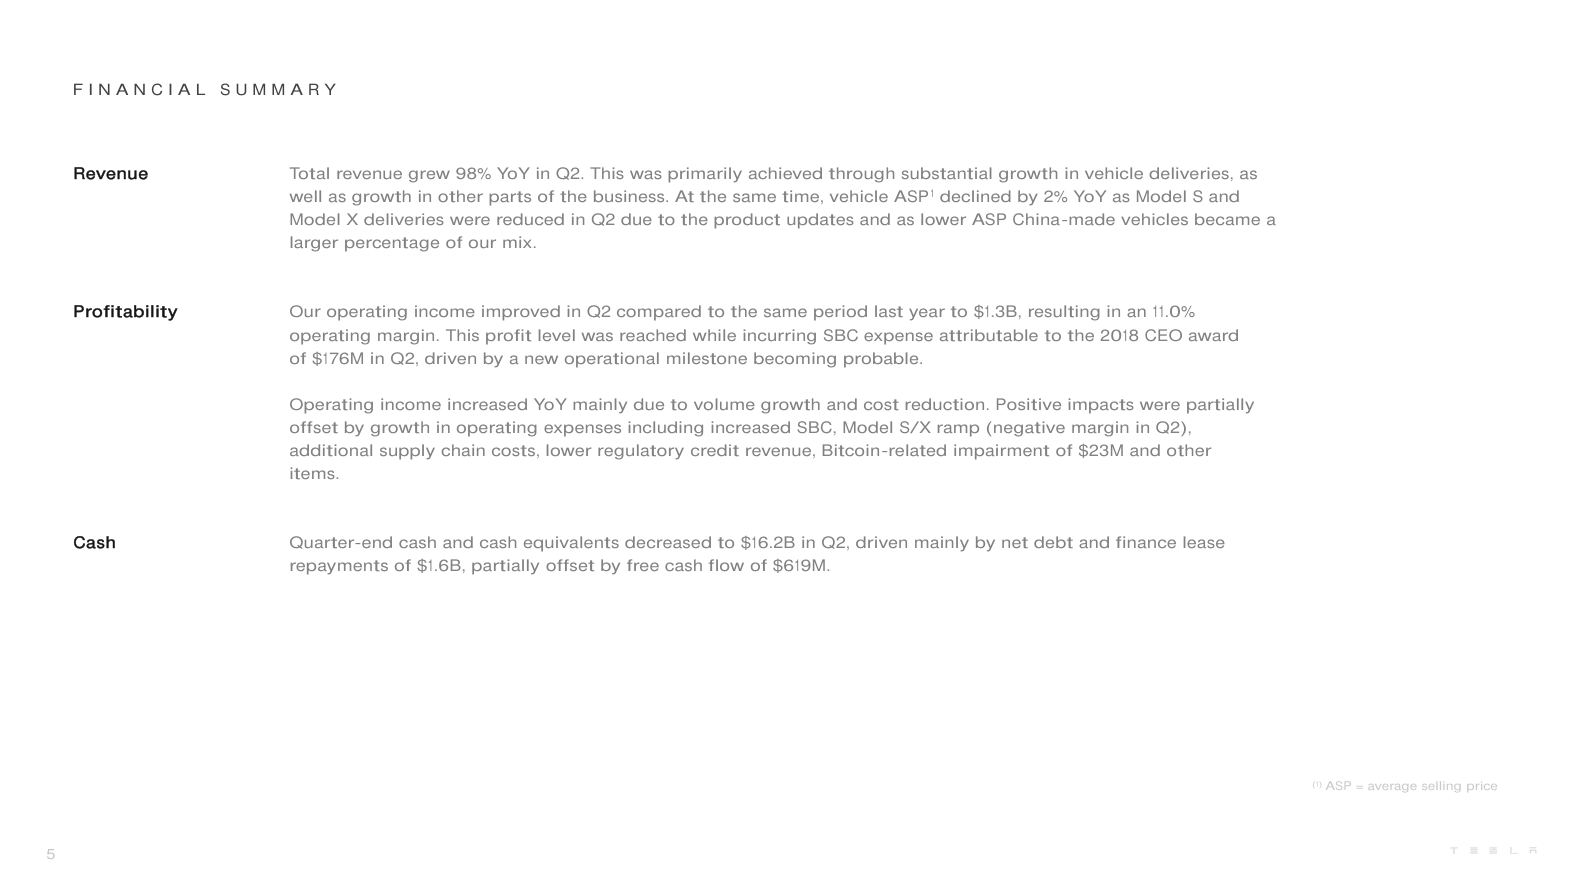 FINANCIAL SUMMARY
Revenue
Total revenue grew 98% YoY in Q2. This was primarily achieved through substantial growth in vehicle deliveries, as
well as growth in other parts of the business. At the same time, vehicle ASP¹ declined by 2% YoY as Model S and
Model X deliveries were reduced in Q2 due to the product updates and as lower ASP China-made vehicles became a
larger percentage of our mix.
Profitability
Our operating income improved in Q2 compared to the same period last year to $1.3B, resulting in an 11.0%
operating margin. This profit level was reached while incurring SBC expense attributable to the 2018 CEO award
of $176M in Q2, driven by a new operational milestone becoming probable.
Operating income increased YoY mainly due to volume growth and cost reduction. Positive impacts were partially
offset by growth in operating expenses including increased SBC, Model S/X ramp (negative margin in Q2),
additional supply chain costs, lower regulatory credit revenue, Bitcoin-related impairment of $23M and other
items.
Cash
Quarter-end cash and cash equivalents decreased to $16.2B in Q2, driven mainly by net debt and finance lease
repayments of $1.6B, partially offset by free cash flow of $619M.
⁽¹⁾ ASP = average selling price
5
TESLA